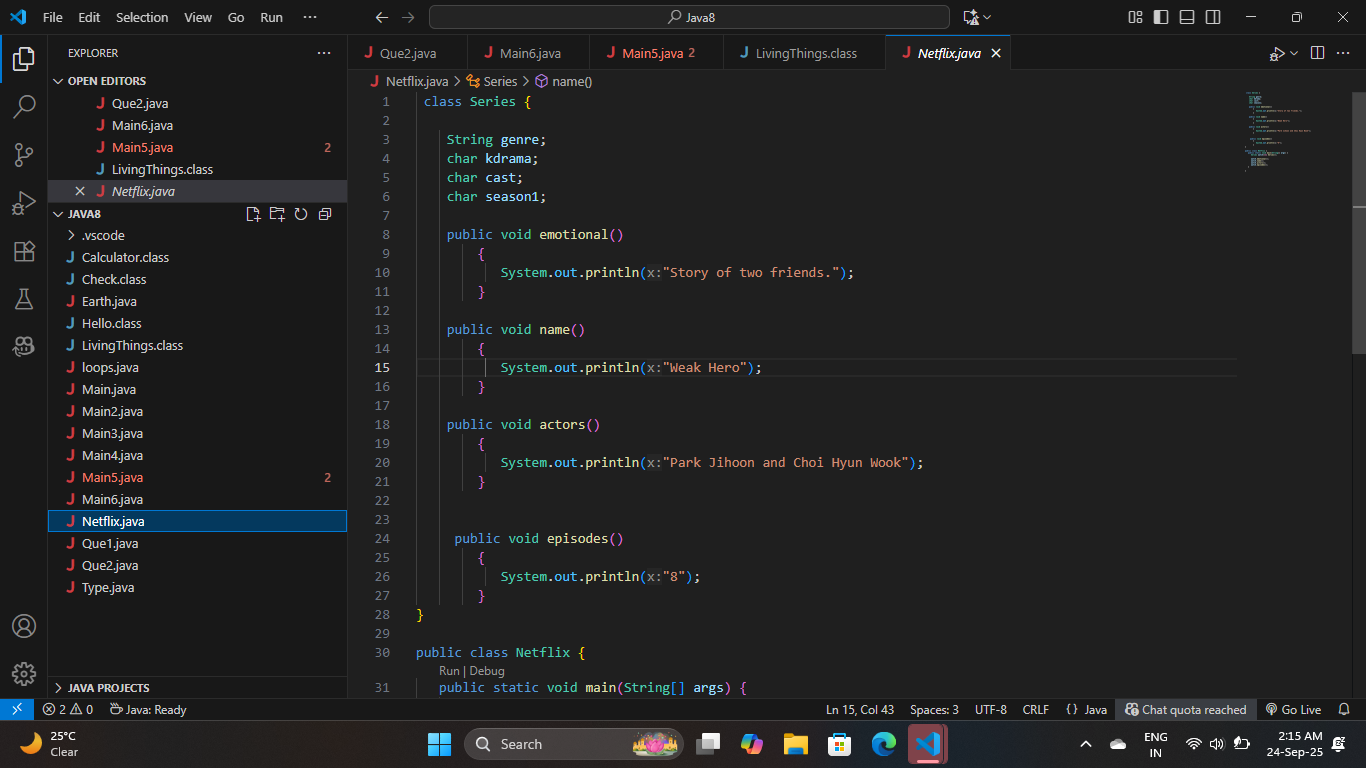 File Edit Selection View Go Run ··· Java8
EXPLORER ···
OPEN EDITORS
Que2.java
Main6.java
Main5.java 2
LivingThings.class
Netflix.java
JAVA8
.vscode
Calculator.class
Check.class
Earth.java
Hello.class
LivingThings.class
loops.java
Main.java
Main2.java
Main3.java
Main4.java
Main5.java 2
Main6.java
Netflix.java
Que1.java
Que2.java
Type.java
JAVA PROJECTS
Que2.java Main6.java Main5.java 2 LivingThings.class Netflix.java
Netflix.java > Series > name()
1 class Series {
2
3 String genre;
4 char kdrama;
5 char cast;
6 char season1;
7
8 public void emotional()
9 {
10 System.out.println(x:"Story of two friends.");
11 }
12
13 public void name()
14 {
15 System.out.println(x:"Weak Hero");
16 }
17
18 public void actors()
19 {
20 System.out.println(x:"Park Jihoon and Choi Hyun Wook");
21 }
22
23
24 public void episodes()
25 {
26 System.out.println(x:"8");
27 }
28 }
29
30 public class Netflix {
Run | Debug
31 public static void main(String[] args) {
2 0 Java: Ready Ln 15, Col 43 Spaces: 3 UTF-8 CRLF {} Java Chat quota reached Go Live
25°C
Clear
Search
ENG
IN
2:15 AM
24-Sep-25